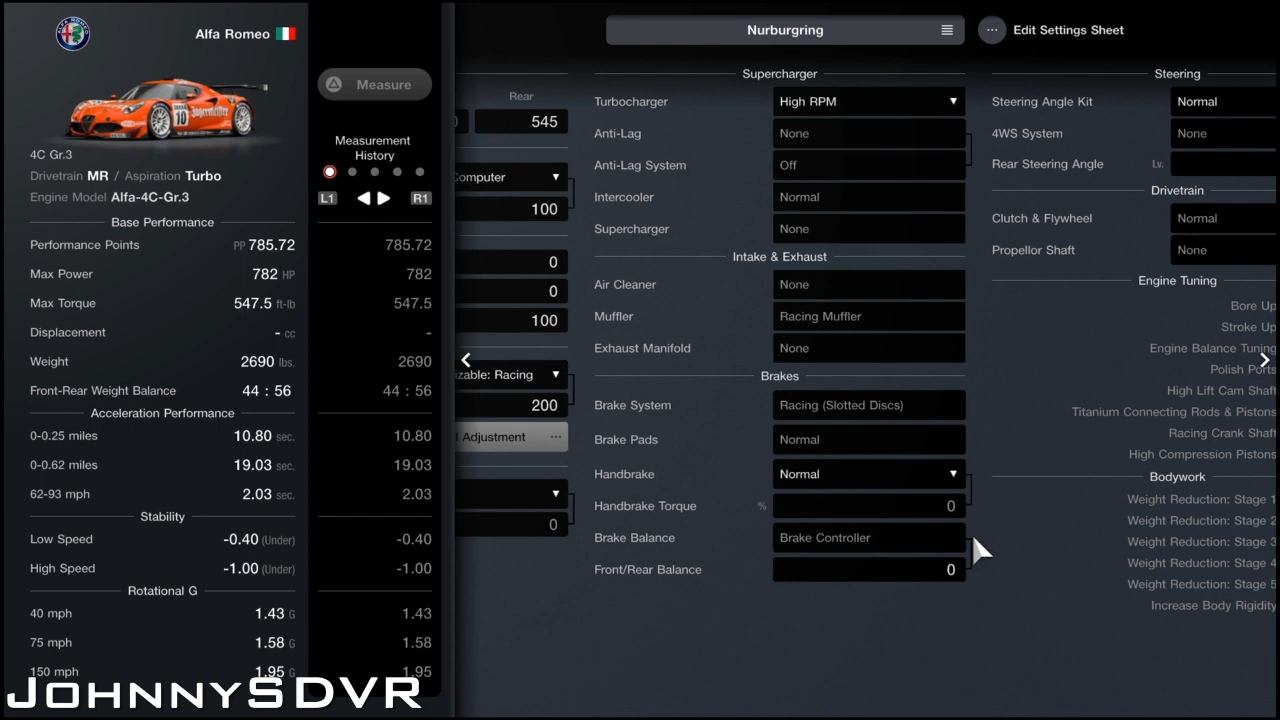 Alfa Romeo
ALFA ROMEO
Jägermeister
10
4C Gr.3
Drivetrain MR / Aspiration Turbo
Engine Model Alfa-4C-Gr.3
Base Performance
Performance Points PP 785.72
Max Power 782 HP
Max Torque 547.5 ft-lb
Displacement - cc
Weight 2690 lbs.
Front-Rear Weight Balance 44 : 56
Acceleration Performance
0-0.25 miles 10.80 sec.
0-0.62 miles 19.03 sec.
62-93 mph 2.03 sec.
Stability
Low Speed -0.40 (Under)
High Speed -1.00 (Under)
Rotational G
40 mph 1.43 G
75 mph 1.58 G
150 mph 1.95 G
JohnnySDVR
Measure
Measurement
History
L1 R1
785.72
782
547.5
-
2690
44 : 56
10.80
19.03
2.03
-0.40
-1.00
1.43
1.58
1.95
Nurburgring
Edit Settings Sheet
Rear
545
Computer
100
0
0
100
izable: Racing
200
l Adjustment
0
Supercharger
Turbocharger High RPM
Anti-Lag None
Anti-Lag System Off
Intercooler Normal
Supercharger None
Intake & Exhaust
Air Cleaner None
Muffler Racing Muffler
Exhaust Manifold None
Brakes
Brake System Racing (Slotted Discs)
Brake Pads Normal
Handbrake Normal
Handbrake Torque % 0
Brake Balance Brake Controller
Front/Rear Balance 0
Steering
Steering Angle Kit Normal
4WS System None
Rear Steering Angle Lv.
Drivetrain
Clutch & Flywheel Normal
Propellor Shaft None
Engine Tuning
Bore Up
Stroke Up
Engine Balance Tuning
Polish Ports
High Lift Cam Shaft
Titanium Connecting Rods & Pistons
Racing Crank Shaft
High Compression Pistons
Bodywork
Weight Reduction: Stage 1
Weight Reduction: Stage 2
Weight Reduction: Stage 3
Weight Reduction: Stage 4
Weight Reduction: Stage 5
Increase Body Rigidity